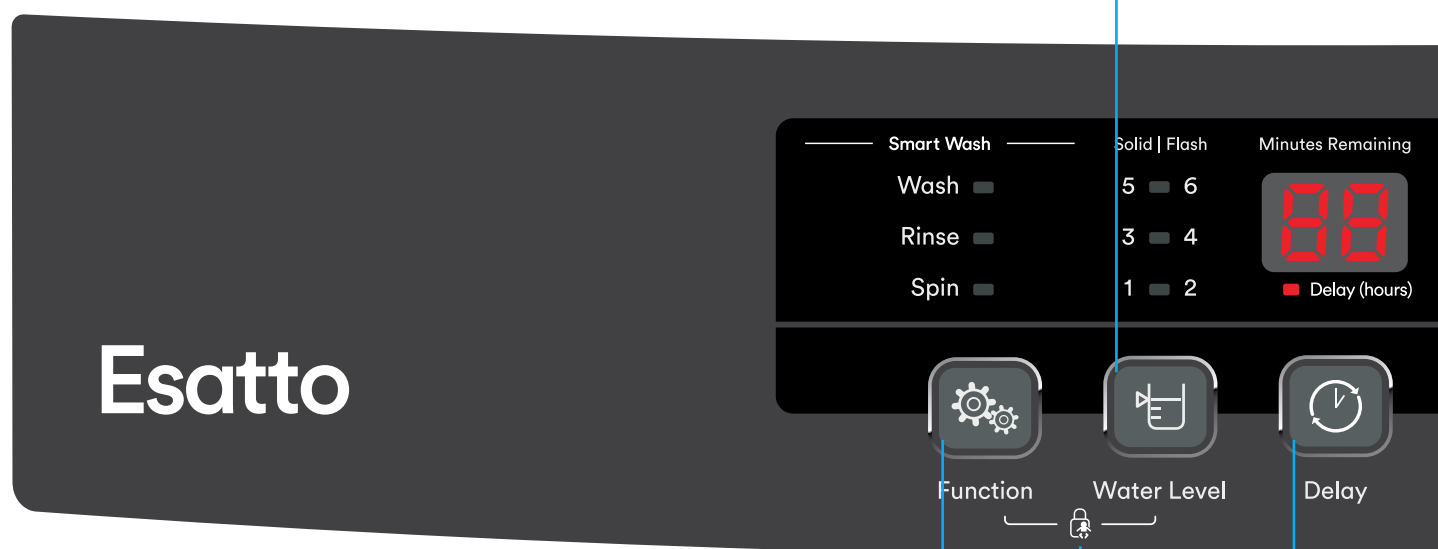 Smart Wash Solid | Flash Minutes Remaining
Wash 5 6
Rinse 3 4 88
Spin 1 2 Delay (hours)
Esatto
Function Water Level Delay